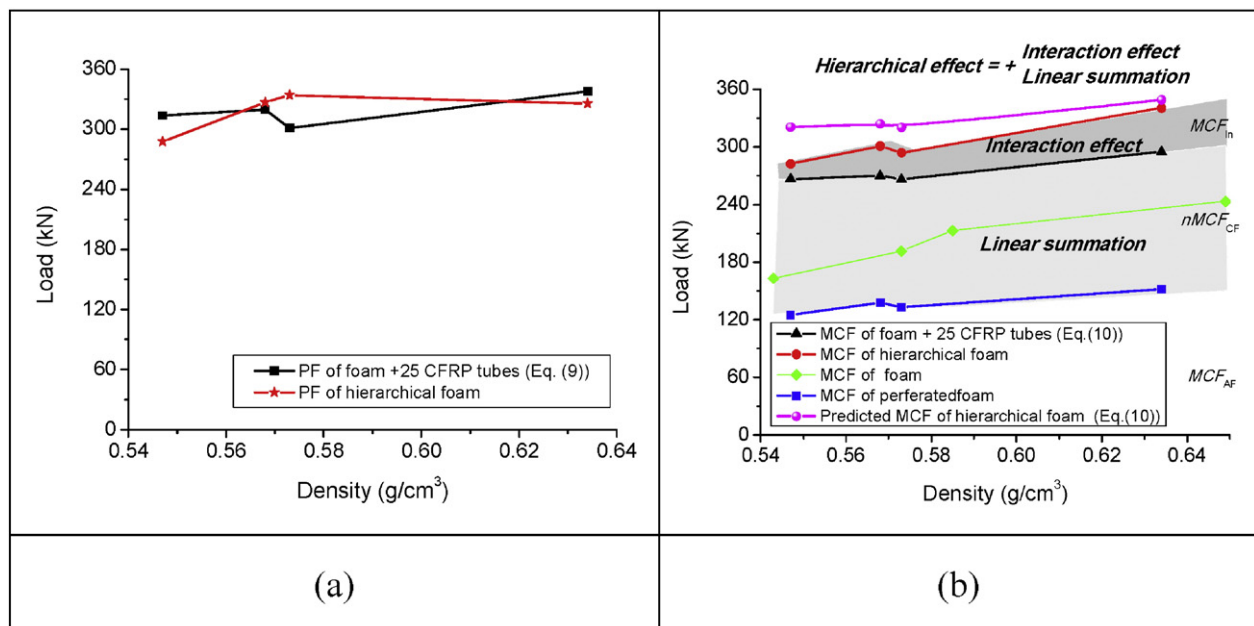 360
300
240
180
120
60
0
Load (kN)
PF of foam +25 CFRP tubes (Eq. (9))
PF of hierarchical foam
0.54 0.56 0.58 0.60 0.62 0.64
Density (g/cm³)
(a)
Hierarchical effect = + Interaction effect
Linear summation
360
300
240
180
120
60
0
Load (kN)
MCF_In
Interaction effect
nMCF_CF
Linear summation
MCF of foam + 25 CFRP tubes (Eq.(10))
MCF of hierarchical foam
MCF of foam
MCF of perferatedfoam
Predicted MCF of hierarchical foam (Eq.(10))
MCF_AF
0.54 0.56 0.58 0.60 0.62 0.64
Density (g/cm³)
(b)